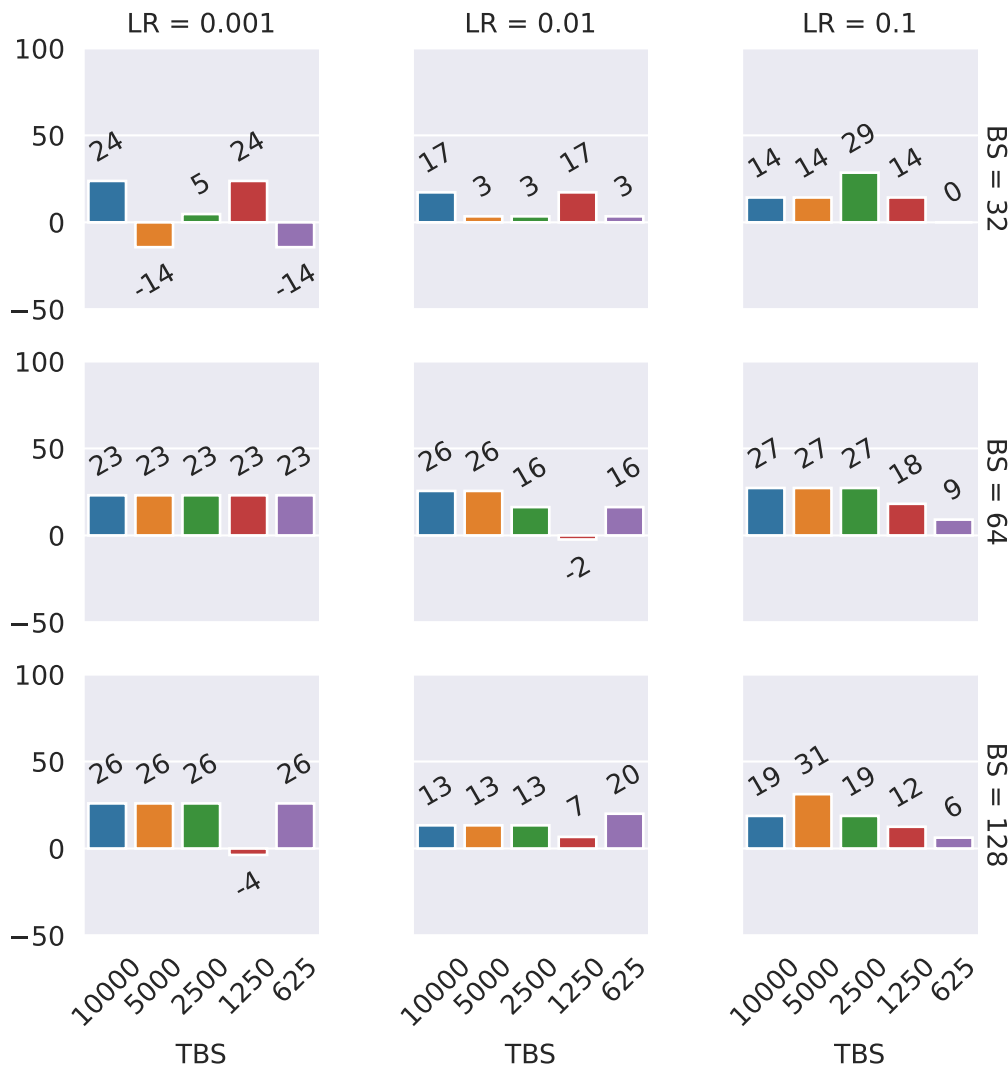 LR = 0.001 LR = 0.01 LR = 0.1
100
50
0
−50
24 -14 5 24 -14
17 3 3 17 3
14 14 29 14 0
BS = 32
100
50
0
−50
23 23 23 23 23
26 26 16 -2 16
27 27 27 18 9
BS = 64
100
50
0
−50
26 26 26 -4 26
13 13 13 7 20
19 31 19 12 6
BS = 128
10000 5000 2500 1250 625
10000 5000 2500 1250 625
10000 5000 2500 1250 625
TBS TBS TBS